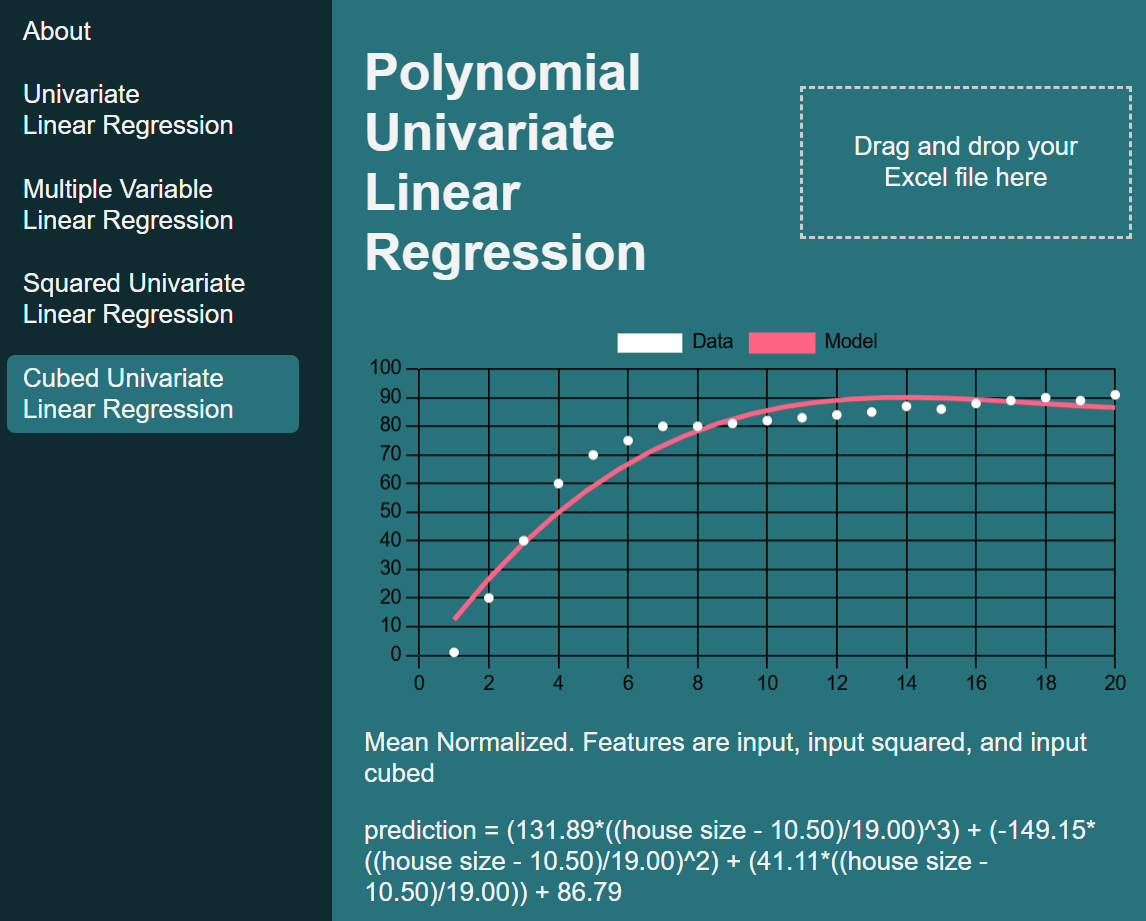 About
Univariate
Linear Regression
Multiple Variable
Linear Regression
Squared Univariate
Linear Regression
Cubed Univariate
Linear Regression
Polynomial
Univariate
Linear
Regression
Drag and drop your
Excel file here
Data
Model
100
90
80
70
60
50
40
30
20
10
0
0 2 4 6 8 10 12 14 16 18 20
Mean Normalized. Features are input, input squared, and input
cubed
prediction = (131.89*((house size - 10.50)/19.00)^3) + (-149.15*
((house size - 10.50)/19.00)^2) + (41.11*((house size -
10.50)/19.00)) + 86.79